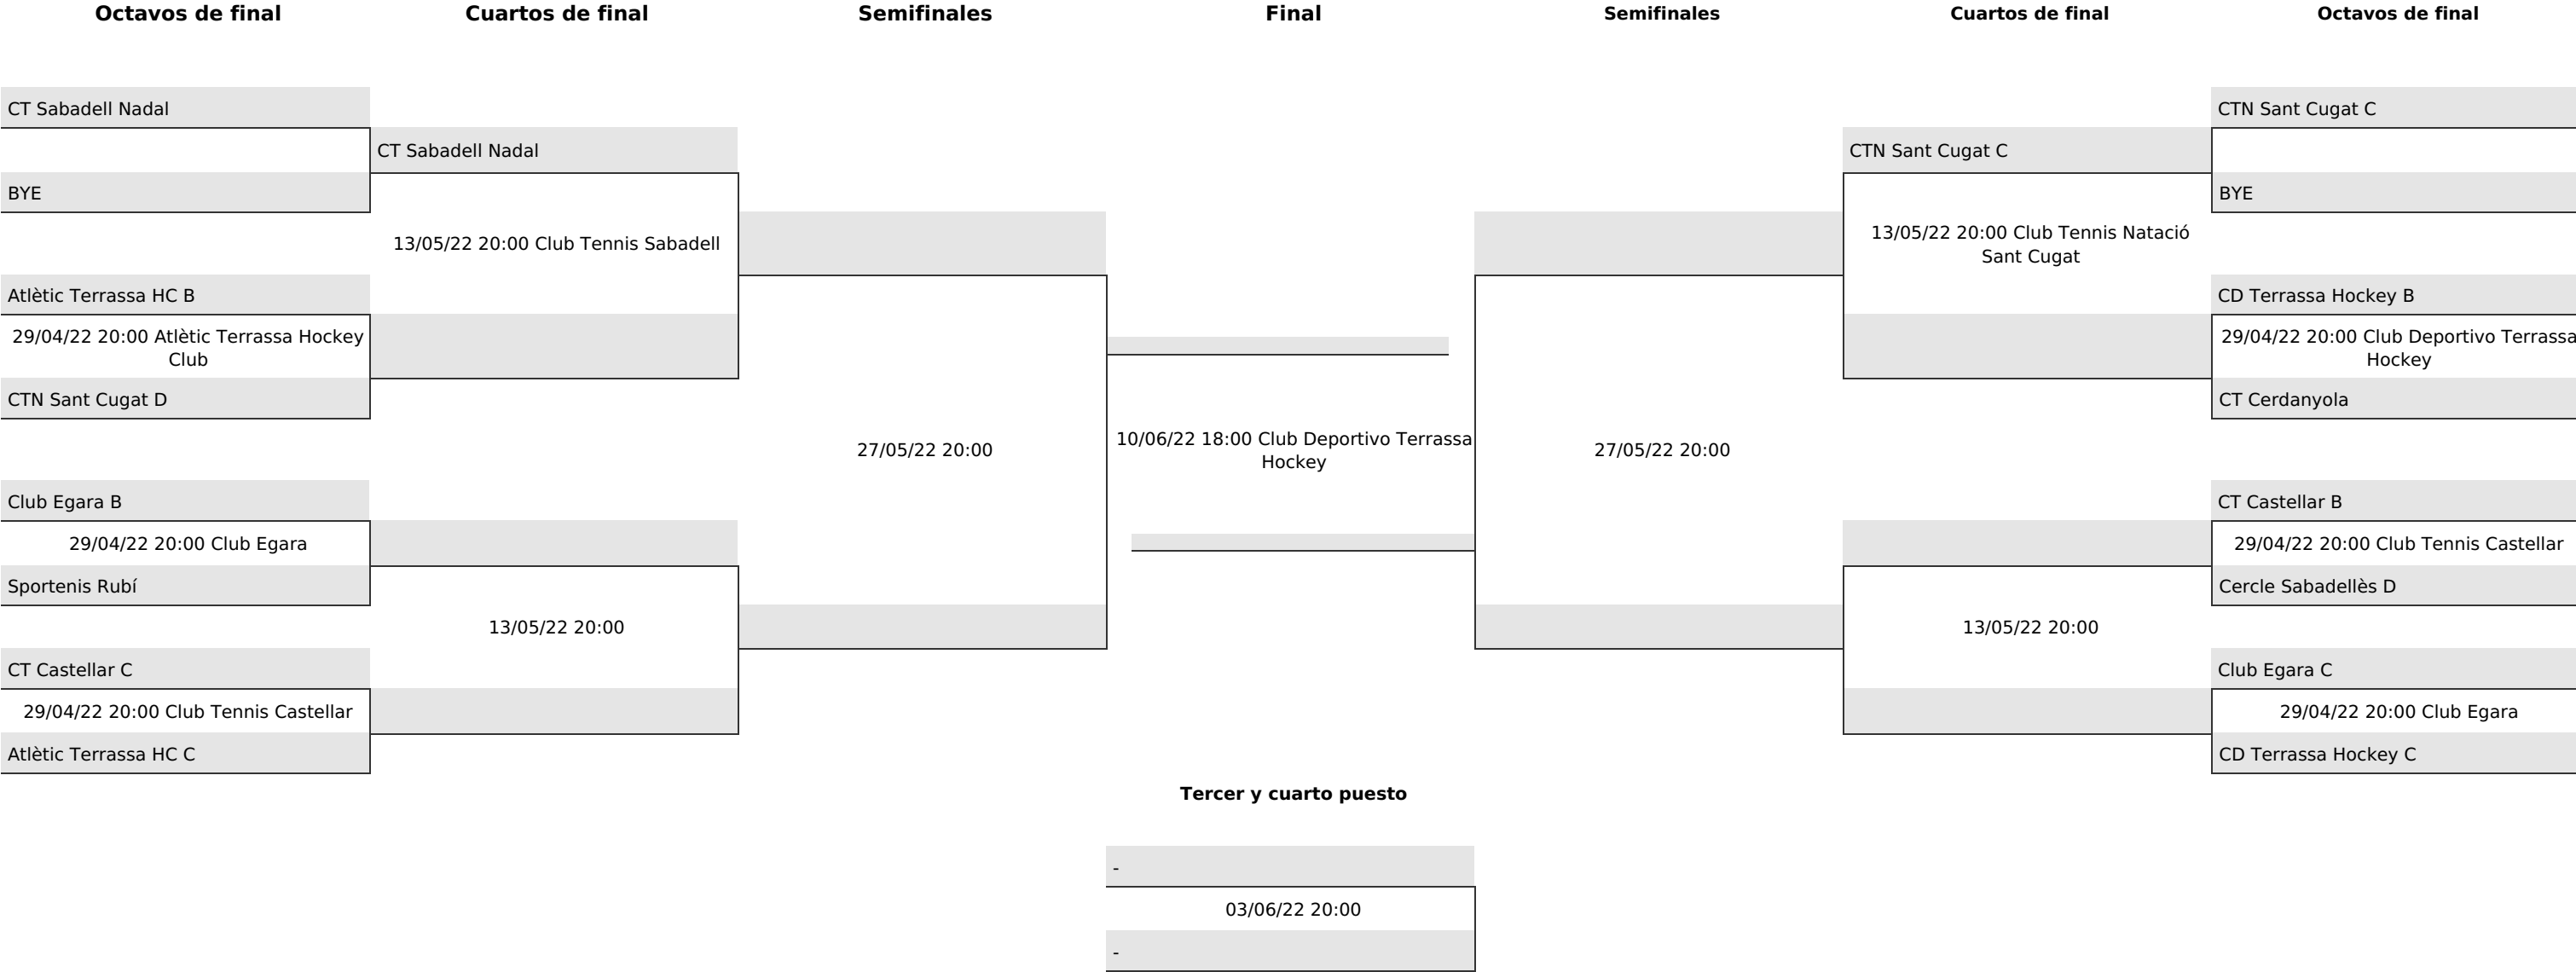 Octavos de final
Cuartos de final
Semifinales
Final
Semifinales
Cuartos de final
Octavos de final
CT Sabadell Nadal
BYE
Atlètic Terrassa HC B
29/04/22 20:00 Atlètic Terrassa Hockey
Club
CTN Sant Cugat D
Club Egara B
29/04/22 20:00 Club Egara
Sportenis Rubí
CT Castellar C
29/04/22 20:00 Club Tennis Castellar
Atlètic Terrassa HC C
CT Sabadell Nadal
13/05/22 20:00 Club Tennis Sabadell
13/05/22 20:00
27/05/22 20:00
10/06/22 18:00 Club Deportivo Terrassa
Hockey
27/05/22 20:00
CTN Sant Cugat C
13/05/22 20:00 Club Tennis Natació
Sant Cugat
13/05/22 20:00
CTN Sant Cugat C
BYE
CD Terrassa Hockey B
29/04/22 20:00 Club Deportivo Terrassa
Hockey
CT Cerdanyola
CT Castellar B
29/04/22 20:00 Club Tennis Castellar
Cercle Sabadellès D
Club Egara C
29/04/22 20:00 Club Egara
CD Terrassa Hockey C
Tercer y cuarto puesto
-
03/06/22 20:00
-